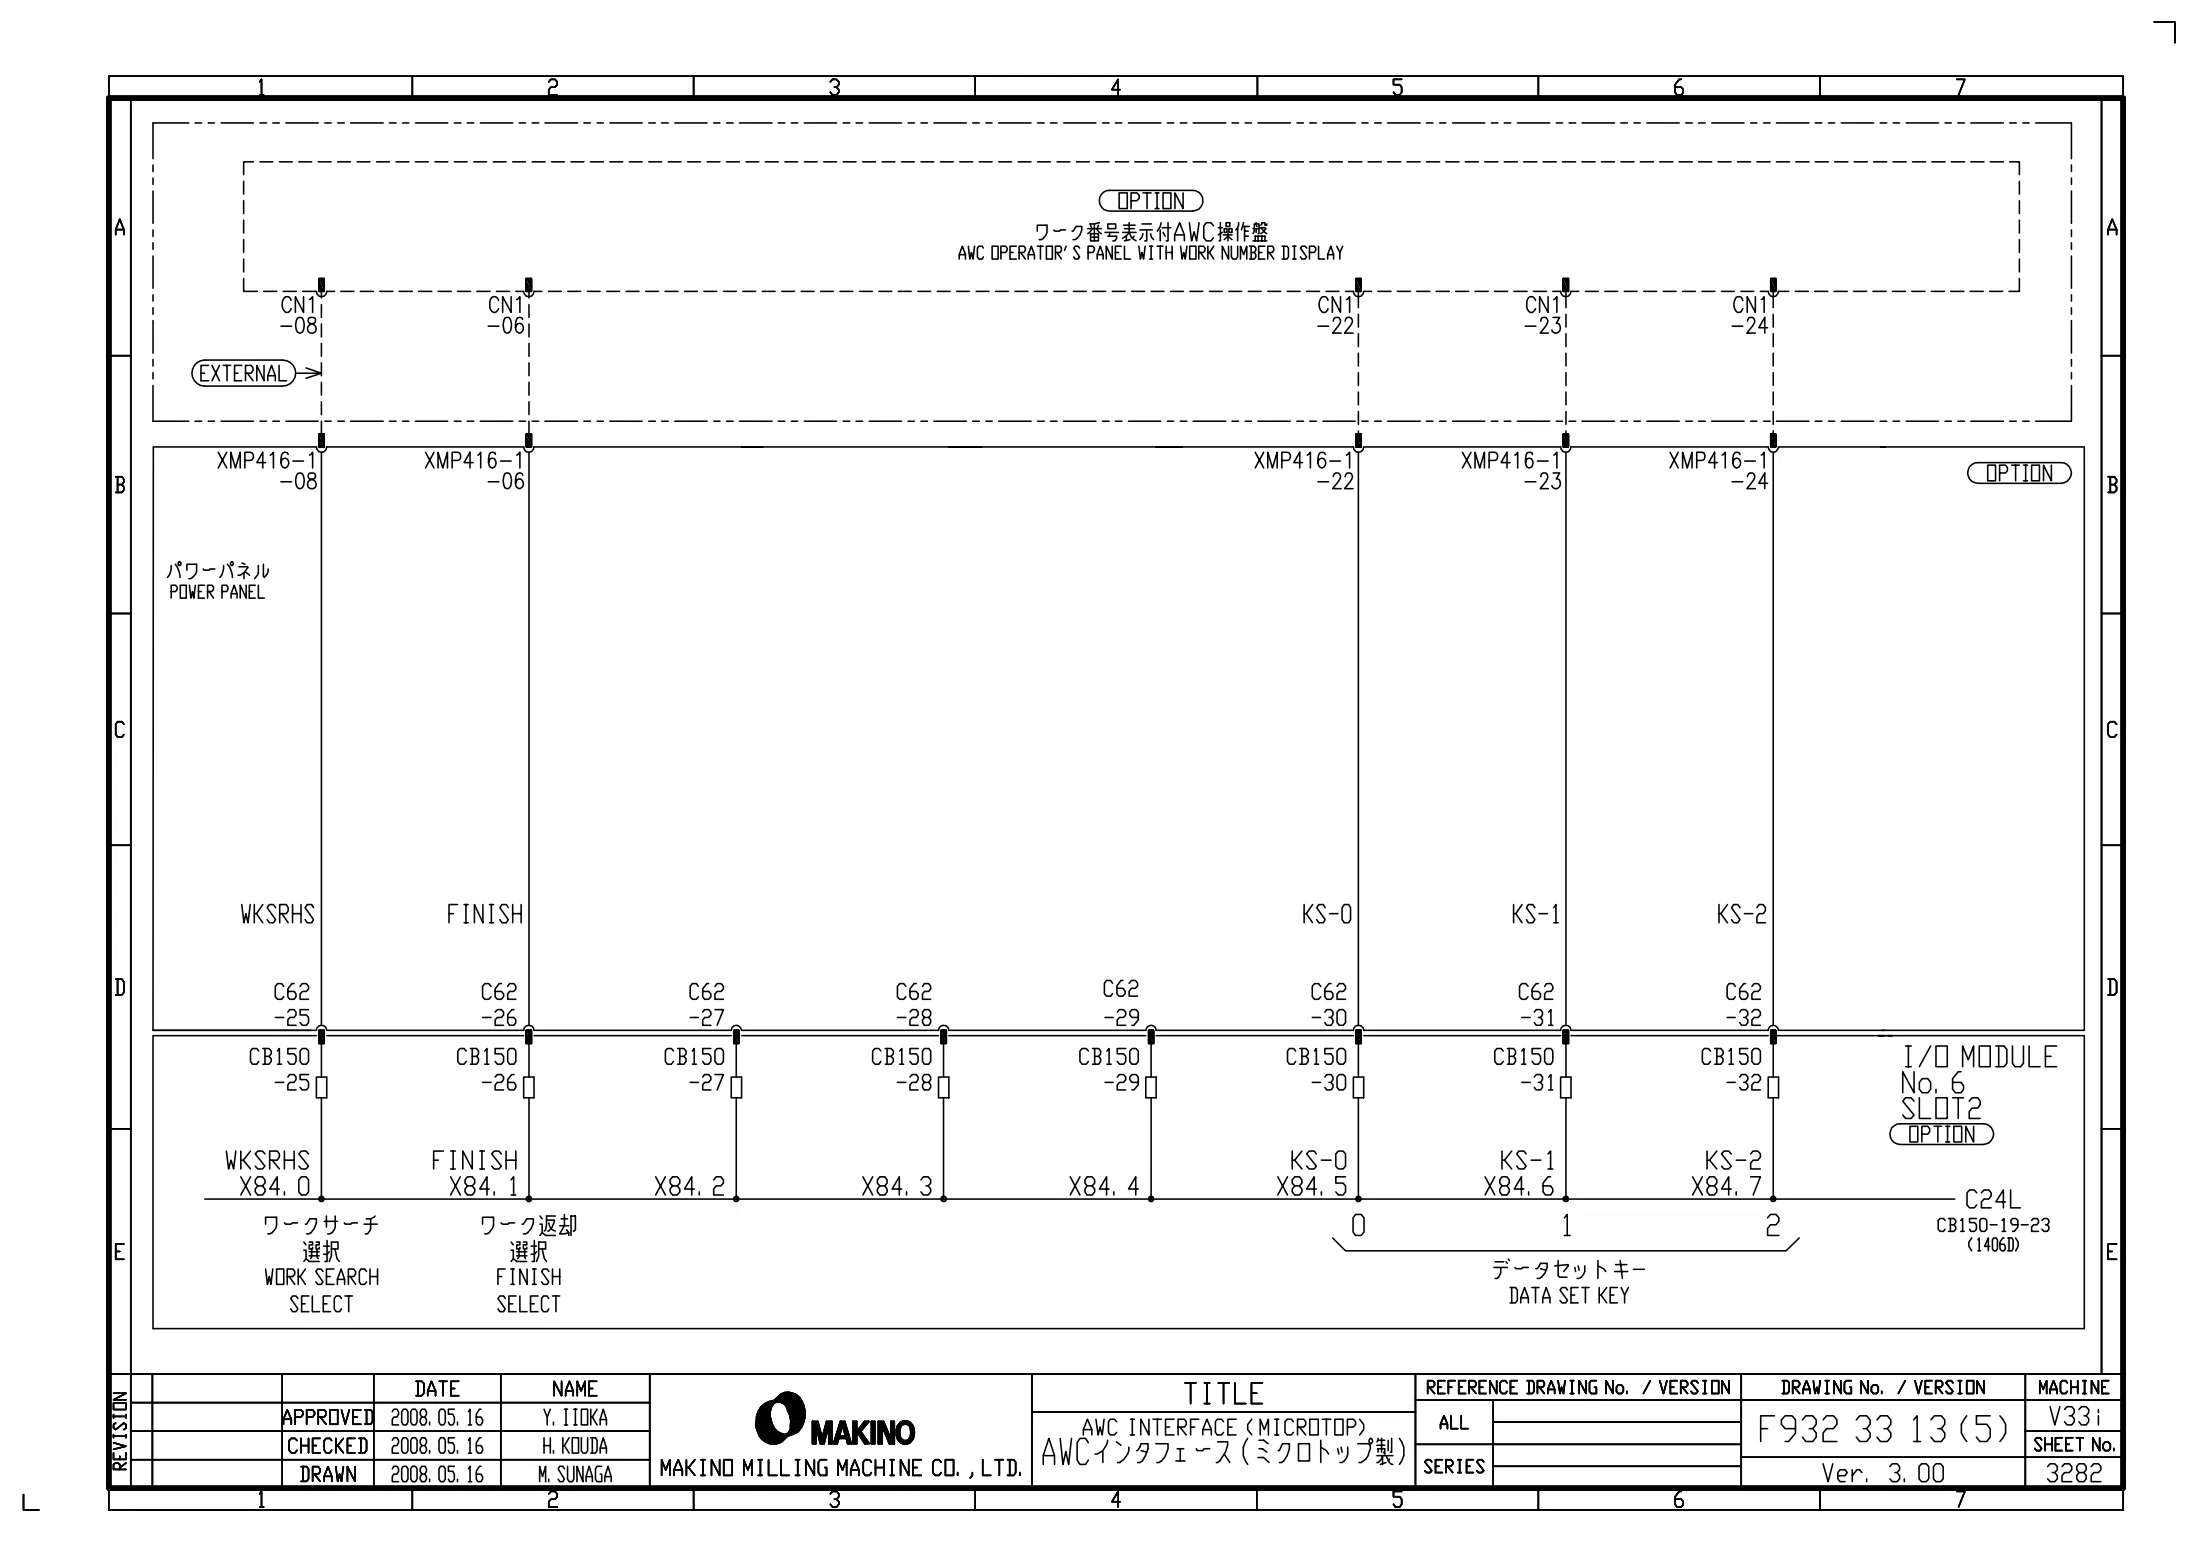 1 2 3 4 5 6 7
OPTION
ワーク番号表示付AWC操作盤
AWC OPERATOR'S PANEL WITH WORK NUMBER DISPLAY
A A
CN1 CN1 CN1 CN1 CN1
-08 -06 -22 -23 -24
EXTERNAL
XMP416-1 XMP416-1 XMP416-1 XMP416-1 XMP416-1
-08 -06 -22 -23 -24
OPTION
B B
パワーパネル
POWER PANEL
C C
WKSRHS FINISH KS-0 KS-1 KS-2
C62 C62 C62 C62 C62 C62 C62 C62
-25 -26 -27 -28 -29 -30 -31 -32
D D
CB150 CB150 CB150 CB150 CB150 CB150 CB150 CB150
-25 -26 -27 -28 -29 -30 -31 -32
I/O MODULE
No. 6
SLOT2
OPTION
WKSRHS FINISH KS-0 KS-1 KS-2
X84. 0 X84. 1 X84. 2 X84. 3 X84. 4 X84. 5 X84. 6 X84. 7
C24L
CB150-19-23
(1406D)
ワークサーチ
選択
WORK SEARCH
SELECT
ワーク返却
選択
FINISH
SELECT
0 1 2
データセットキー
DATA SET KEY
E E
REVISION
DATE NAME
APPROVED 2008. 05. 16 Y. IIOKA
CHECKED 2008. 05. 16 H. KOUDA
DRAWN 2008. 05. 16 M. SUNAGA
MAKINO
MAKINO MILLING MACHINE CO. , LTD.
TITLE
AWC INTERFACE (MICROTOP)
AWCインタフェース(ミクロトップ製)
REFERENCE DRAWING No. / VERSION
ALL
SERIES
DRAWING No. / VERSION
F932 33 13 (5)
Ver. 3. 00
MACHINE
V33i
SHEET No.
3282
1 2 3 4 5 6 7